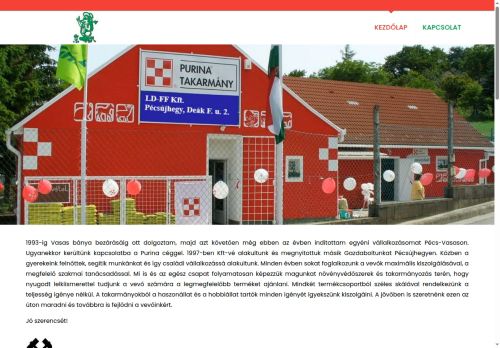 KEZDŐLAP KAPCSOLAT
PURINA
TAKARMÁNY
LD-FF Kft.
Pécsújhegy, Deák F. u. 2.
1993-ig Vasas bánya bezárásáig ott dolgoztam, majd azt követően még ebben az évben indítottam egyéni vállalkozásomat Pécs-Vasason.
Ugyanekkor kerültünk kapcsolatba a Purina céggel. 1997-ben Kft-vé alakultunk és megnyitottuk másik Gazdaboltunkat Pécsújhegyen. Közben a
gyerekeink felnőttek, segítik munkánkat és így családi vállalkozássá alakultunk. Minden évben sokat foglalkozunk a vevők maximális kiszolgálásával, a
megfelelő szakmai tanácsadással. Mi is és az egész csapat folyamatosan képezzük magunkat növényvédőszerek és takarmányozás terén, hogy
nyugodt lelkiismerettel tudjunk a vevő számára a legmegfelelőbb terméket ajánlani. Mindkét termékcsoportból széles skálával rendelkezünk a
teljesség igénye nélkül. A takarmányokból a haszonállat és a hobbiállat tartók minden igényét igyekszünk kiszolgálni. A jövőben is szeretnénk ezen az
úton maradni és továbbra is fejlődni a vevőinkért.
Jó szerencsét!